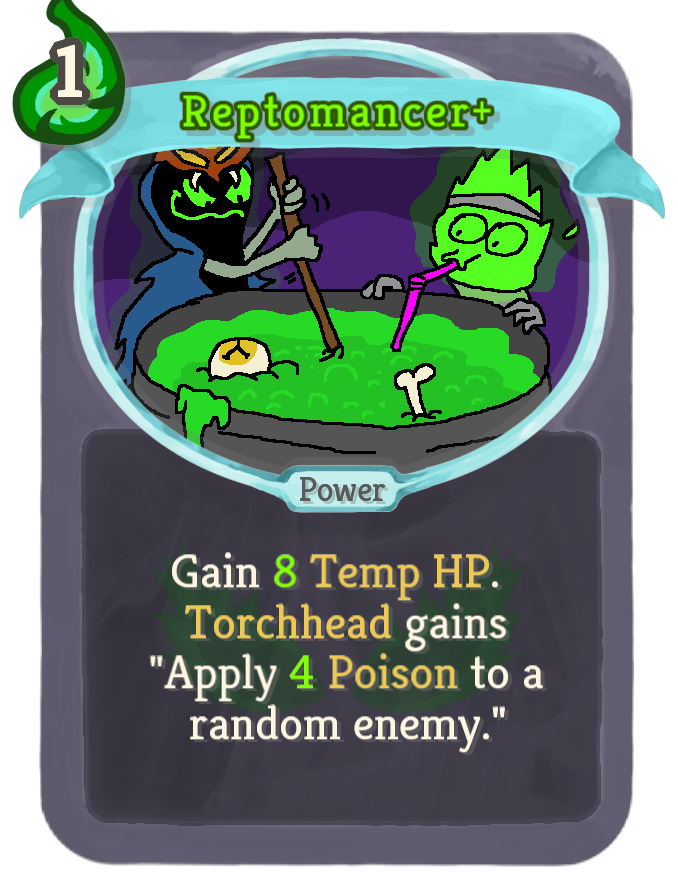 1
Reptomancer+
Power
Gain 8 Temp HP.
Torchhead gains
"Apply 4 Poison to a
random enemy."